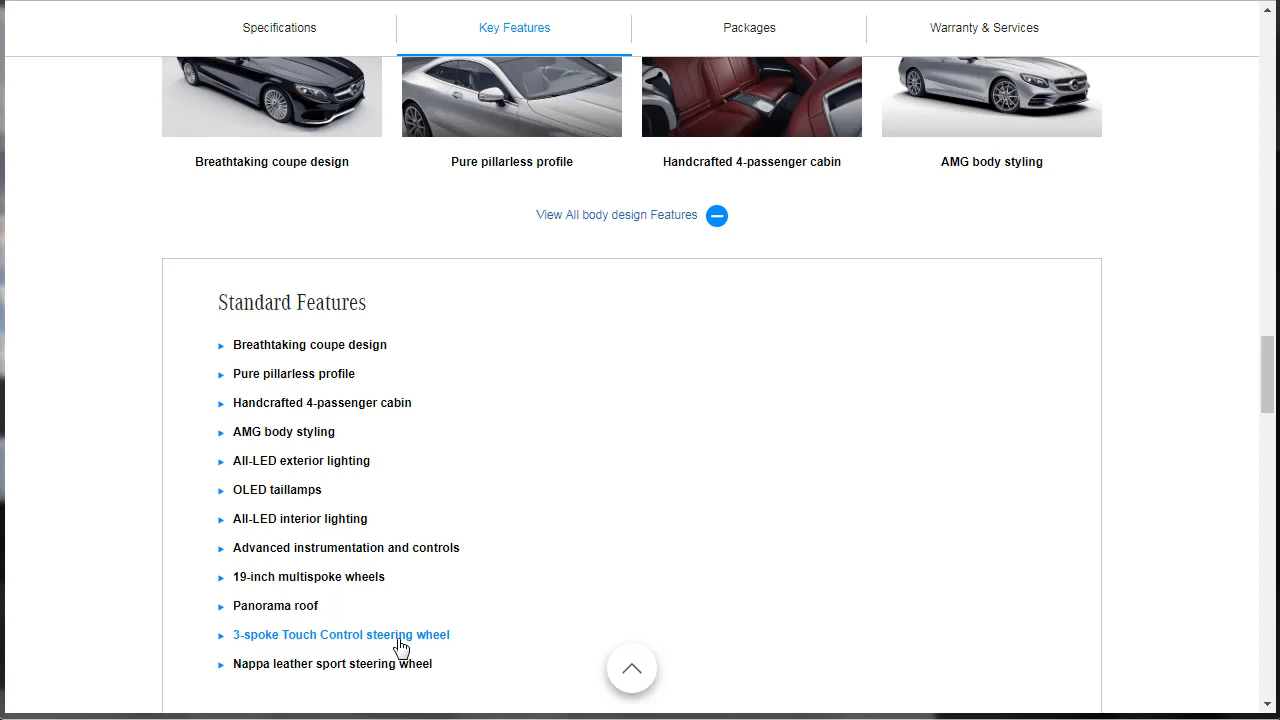 Specifications
Key Features
Packages
Warranty & Services
Breathtaking coupe design
Pure pillarless profile
Handcrafted 4-passenger cabin
AMG body styling
View All body design Features
Standard Features
Breathtaking coupe design
Pure pillarless profile
Handcrafted 4-passenger cabin
AMG body styling
All-LED exterior lighting
OLED taillamps
All-LED interior lighting
Advanced instrumentation and controls
19-inch multispoke wheels
Panorama roof
3-spoke Touch Control steering wheel
Nappa leather sport steering wheel